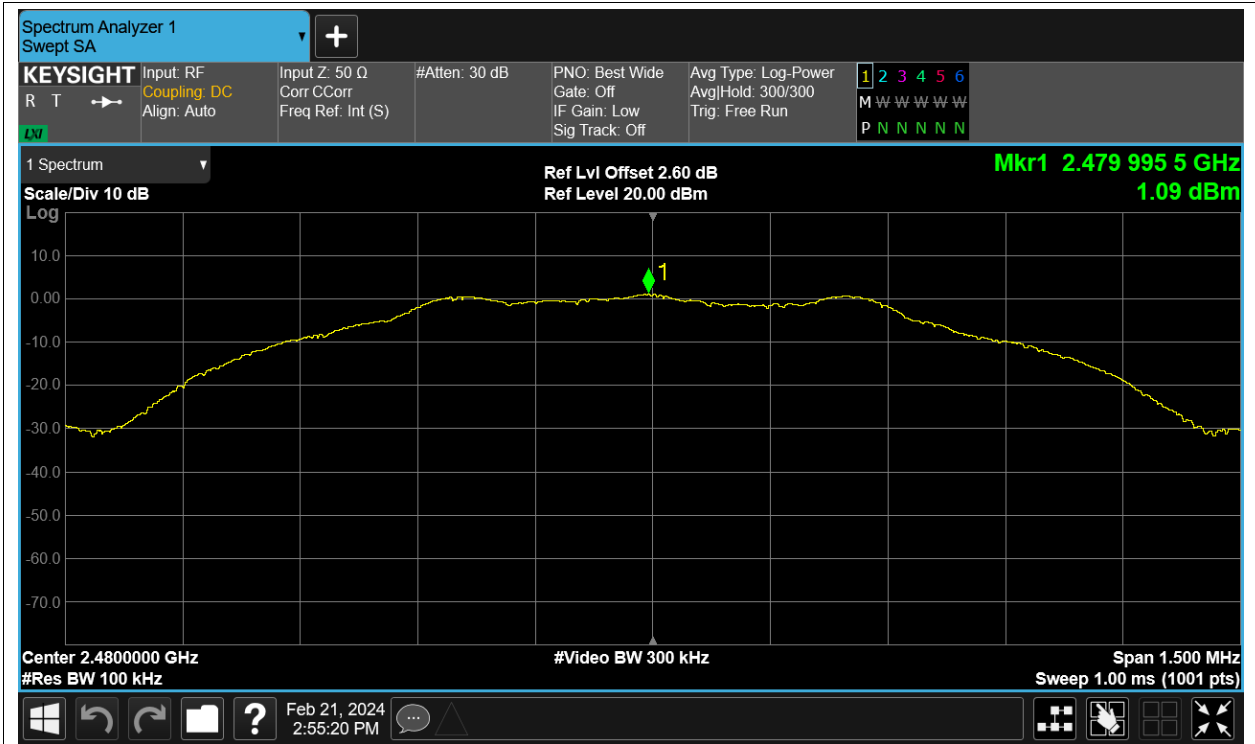 Spectrum Analyzer 1
Swept SA
KEYSIGHT
R T
LXI
Input: RF
Coupling: DC
Align: Auto
Input Z: 50 Ω
Corr CCorr
Freq Ref: Int (S)
#Atten: 30 dB
PNO: Best Wide
Gate: Off
IF Gain: Low
Sig Track: Off
Avg Type: Log-Power
Avg|Hold: 300/300
Trig: Free Run
1 2 3 4 5 6
M W W W W W
P N N N N N
1 Spectrum
Scale/Div 10 dB
Log
Ref Lvl Offset 2.60 dB
Ref Level 20.00 dBm
Mkr1 2.479 995 5 GHz
1.09 dBm
1
10.0
0.00
-10.0
-20.0
-30.0
-40.0
-50.0
-60.0
-70.0
Center 2.4800000 GHz
#Res BW 100 kHz
#Video BW 300 kHz
Span 1.500 MHz
Sweep 1.00 ms (1001 pts)
?
Feb 21, 2024
2:55:20 PM